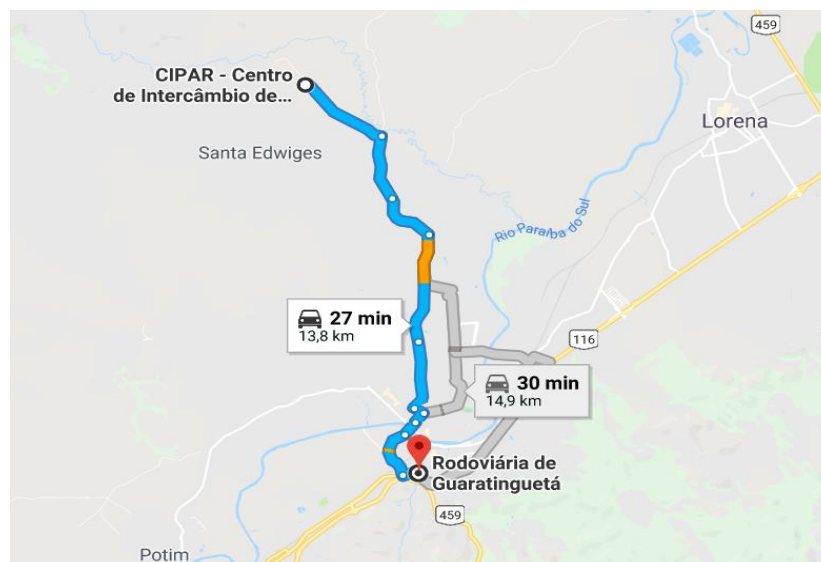 459
CIPAR - Centro
de Intercâmbio de...
Lorena
Santa Edwiges
Rio Paraíba do Sul
27 min
13,8 km
116
30 min
14,9 km
Rodoviária de
Guaratinguetá
459
Potim